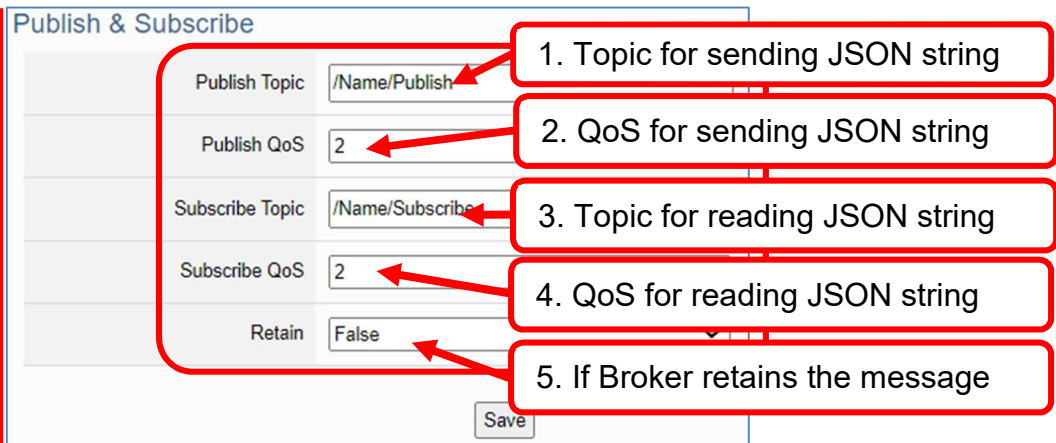 Publish & Subscribe
1. Topic for sending JSON string
Publish Topic /Name/Publish
2. QoS for sending JSON string
Publish QoS 2
3. Topic for reading JSON string
Subscribe Topic /Name/Subscribe
Subscribe QoS 2
4. QoS for reading JSON string
Retain False
5. If Broker retains the message
Save